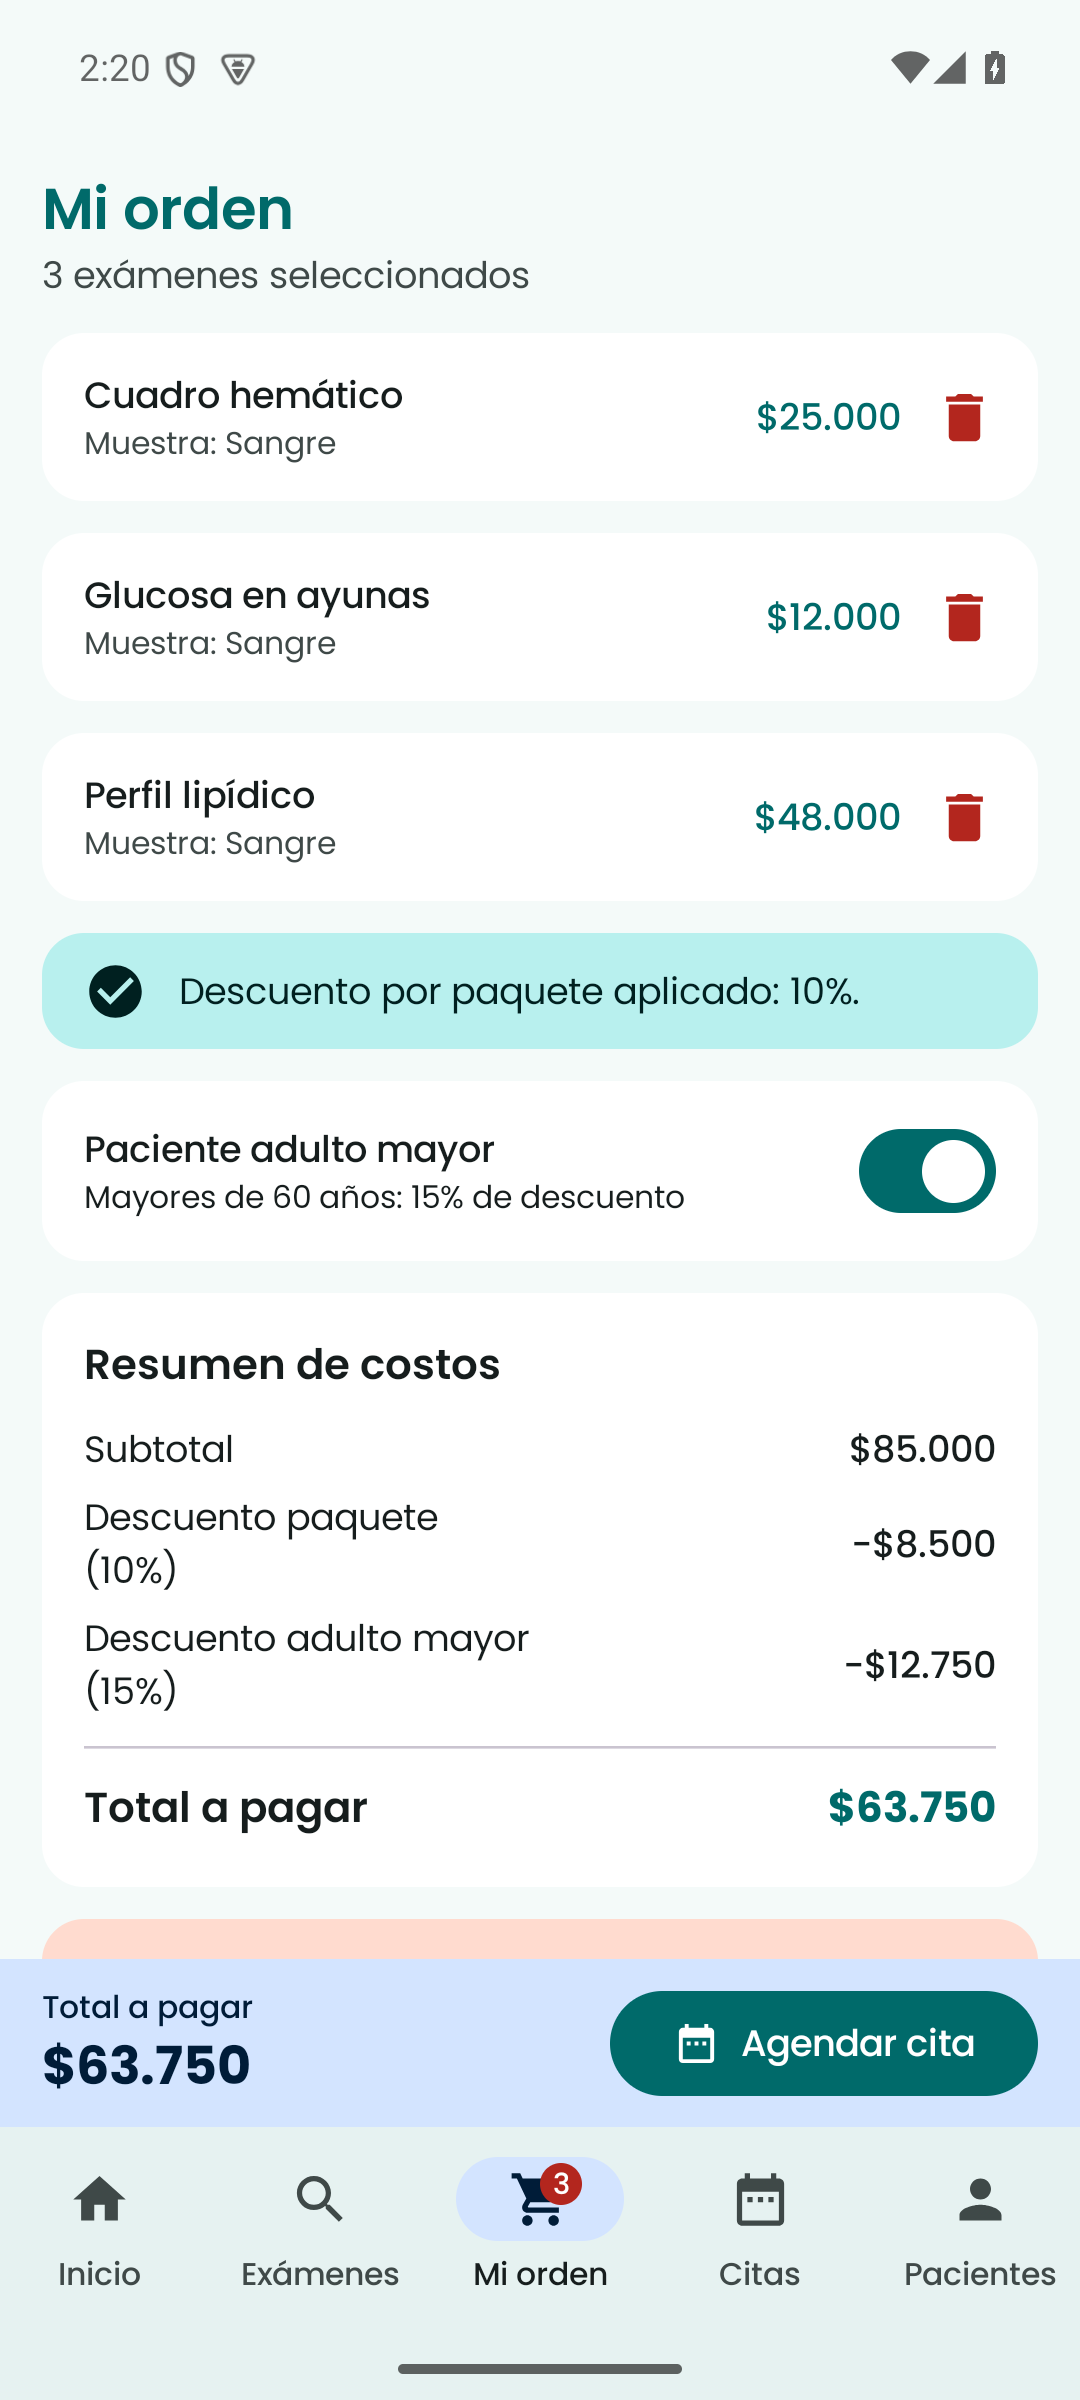 2:20
Mi orden
3 exámenes seleccionados
Cuadro hemático
Muestra: Sangre
$25.000
Glucosa en ayunas
Muestra: Sangre
$12.000
Perfil lipídico
Muestra: Sangre
$48.000
Descuento por paquete aplicado: 10%.
Paciente adulto mayor
Mayores de 60 años: 15% de descuento
Resumen de costos
Subtotal $85.000
Descuento paquete
(10%)
-$8.500
Descuento adulto mayor
(15%)
-$12.750
Total a pagar $63.750
Total a pagar
$63.750
Agendar cita
3
Inicio Exámenes Mi orden Citas Pacientes